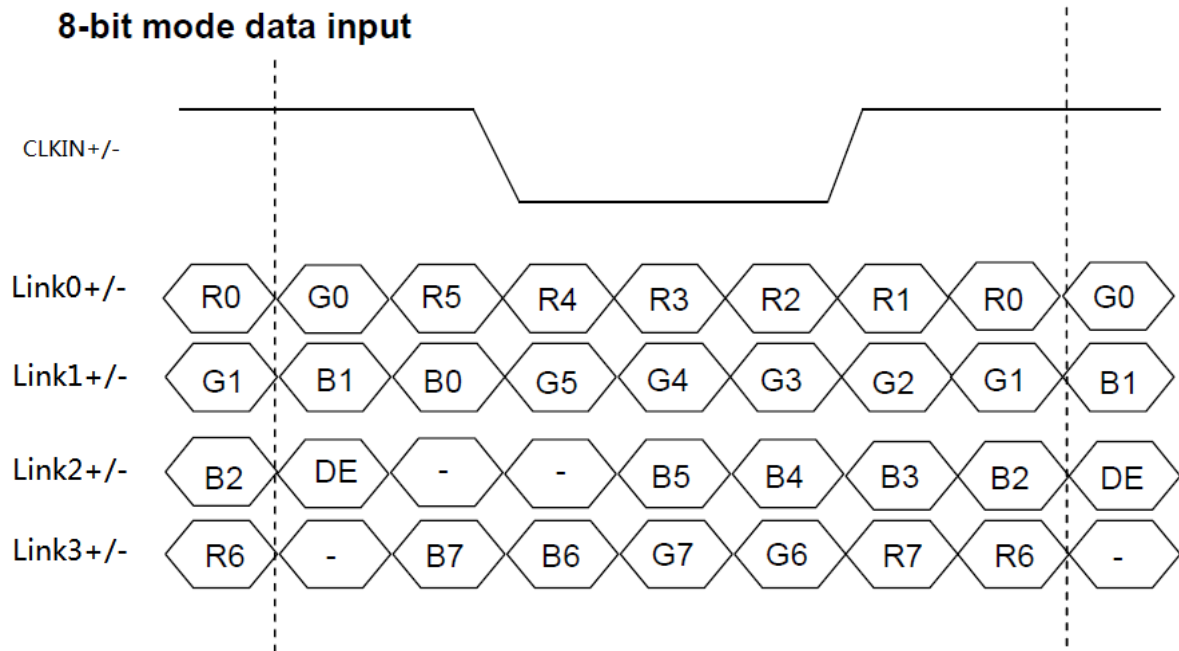 8-bit mode data input
CLKIN+/-
Link0+/- R0 G0 R5 R4 R3 R2 R1 R0 G0
Link1+/- G1 B1 B0 G5 G4 G3 G2 G1 B1
Link2+/- B2 DE - - B5 B4 B3 B2 DE
Link3+/- R6 - B7 B6 G7 G6 R7 R6 -